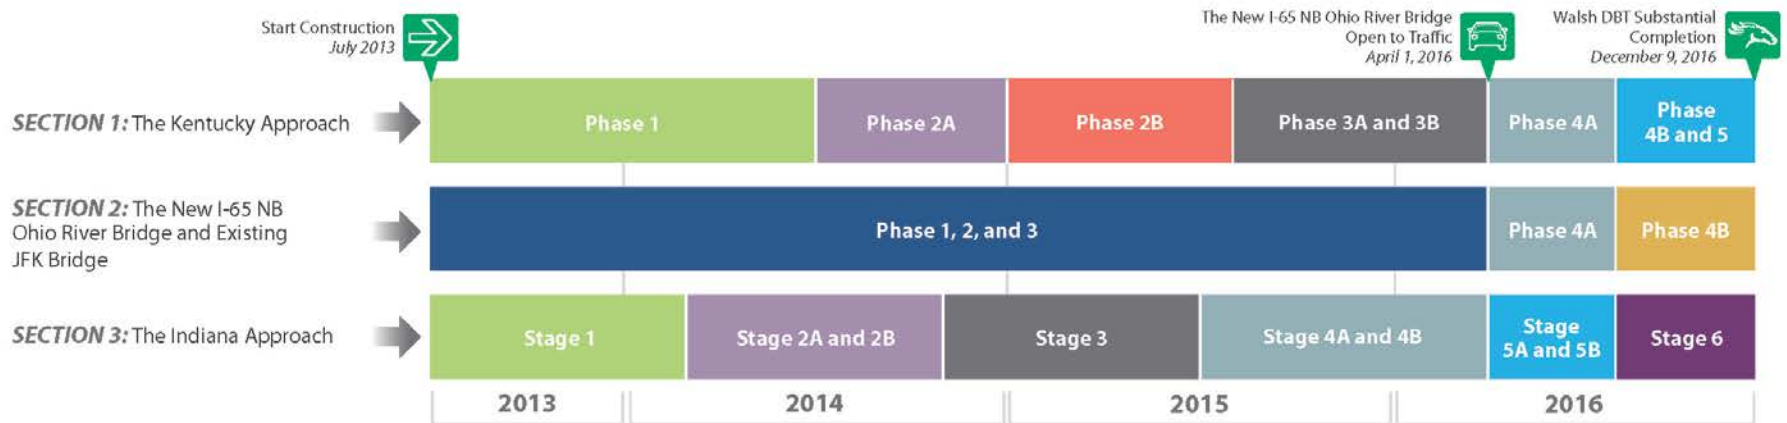 Start Construction
July 2013
The New I-65 NB Ohio River Bridge
Open to Traffic
April 1, 2016
Walsh DBT Substantial
Completion
December 9, 2016
SECTION 1: The Kentucky Approach
Phase 1
Phase 2A
Phase 2B
Phase 3A and 3B
Phase 4A
Phase
4B and 5
SECTION 2: The New I-65 NB
Ohio River Bridge and Existing
JFK Bridge
Phase 1, 2, and 3
Phase 4A
Phase 4B
SECTION 3: The Indiana Approach
Stage 1
Stage 2A and 2B
Stage 3
Stage 4A and 4B
Stage
5A and 5B
Stage 6
2013
2014
2015
2016